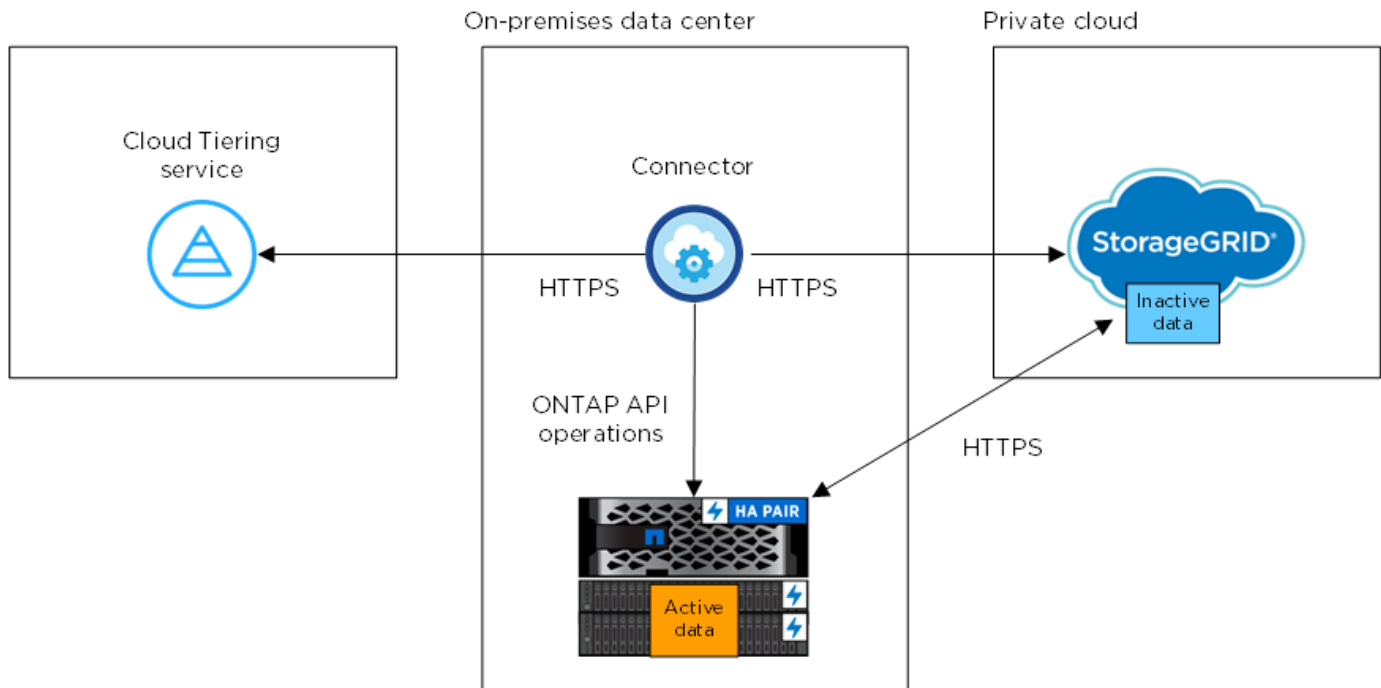 On-premises data center
Private cloud
Cloud Tiering
service
Connector
StorageGRID®
HTTPS
HTTPS
Inactive
data
ONTAP API
operations
HTTPS
HA PAIR
Active
data